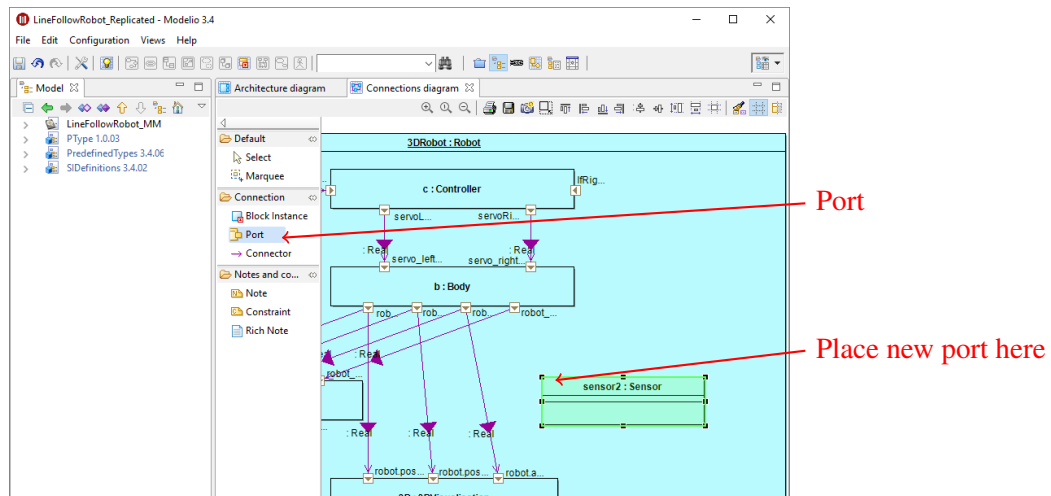 LineFollowRobot_Replicated - Modelio 3.4
File Edit Configuration Views Help
Model
Architecture diagram
Connections diagram
LineFollowRobot_MM
PType 1.0.03
PredefinedTypes 3.4.06
SIDefinitions 3.4.02
Default
Select
Marquee
Connection
Block Instance
Port
Connector
Notes and co...
Note
Constraint
Rich Note
3DRobot : Robot
c : Controller
lfRig...
servoL...
servoRi...
: Real
: Real
servo_left...
servo_right...
b : Body
rob...
rob...
rob...
robot_...
: Real
robot_...
sensor2 : Sensor
: Real
: Real
: Real
robot.pos...
robot.pos...
robot.a...
Port
Place new port here